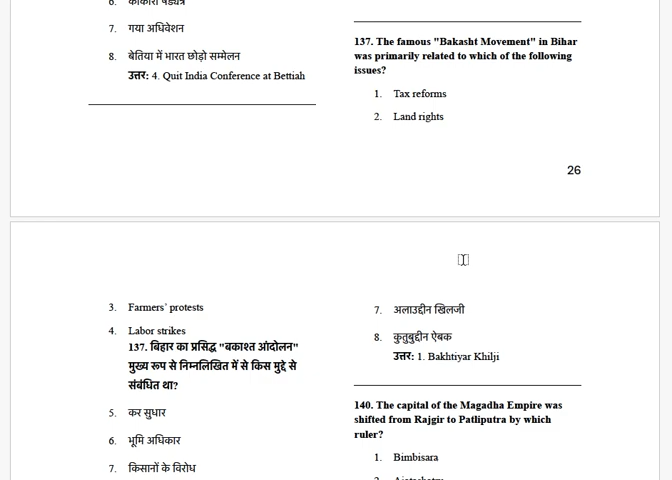 6. काकोरी षड्यंत्र
7. गया अधिवेशन
8. बेतिया में भारत छोड़ो सम्मेलन
उत्तर: 4. Quit India Conference at Bettiah
137. The famous "Bakasht Movement" in Bihar
was primarily related to which of the following
issues?
1. Tax reforms
2. Land rights
26
3. Farmers’ protests
4. Labor strikes
137. बिहार का प्रसिद्ध "बकाश्त आंदोलन"
मुख्य रूप से निम्नलिखित में से किस मुद्दे से
संबंधित था?
5. कर सुधार
6. भूमि अधिकार
7. किसानों के विरोध
7. अलाउद्दीन खिलजी
8. कुतुबुद्दीन ऐबक
उत्तर: 1. Bakhtiyar Khilji
140. The capital of the Magadha Empire was
shifted from Rajgir to Patliputra by which
ruler?
1. Bimbisara
2. Ajatashatru